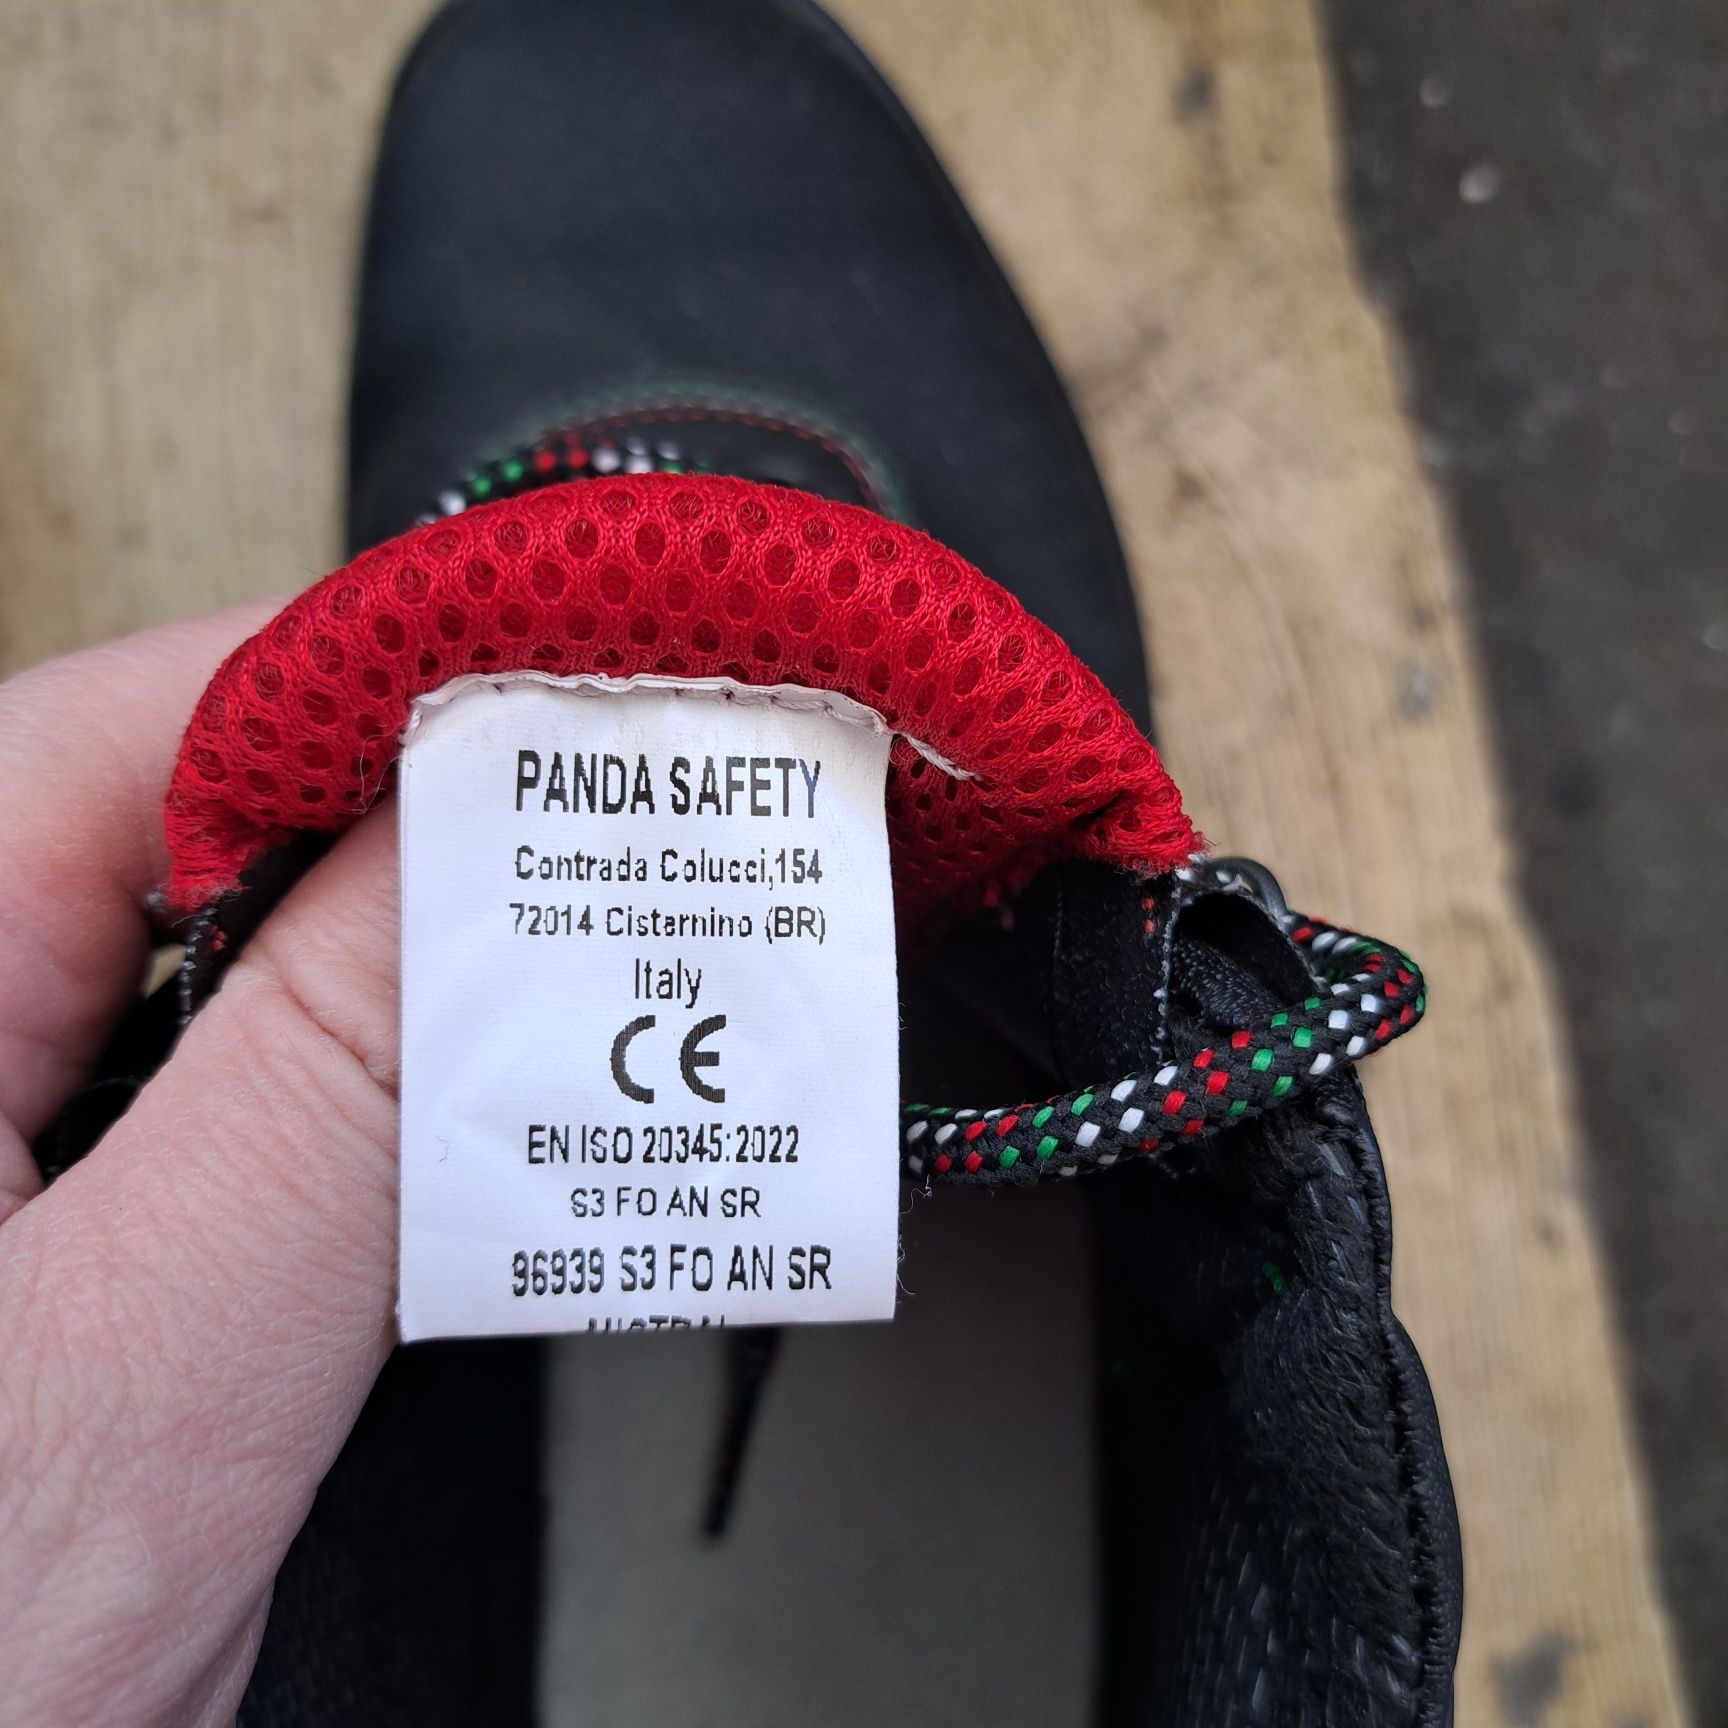 PANDA SAFETY
Contrada Colucci,154
72014 Cisternino (BR)
Italy
CE
EN ISO 20345:2022
S3 FO AN SR
96939 S3 FO AN SR
MISTRAL